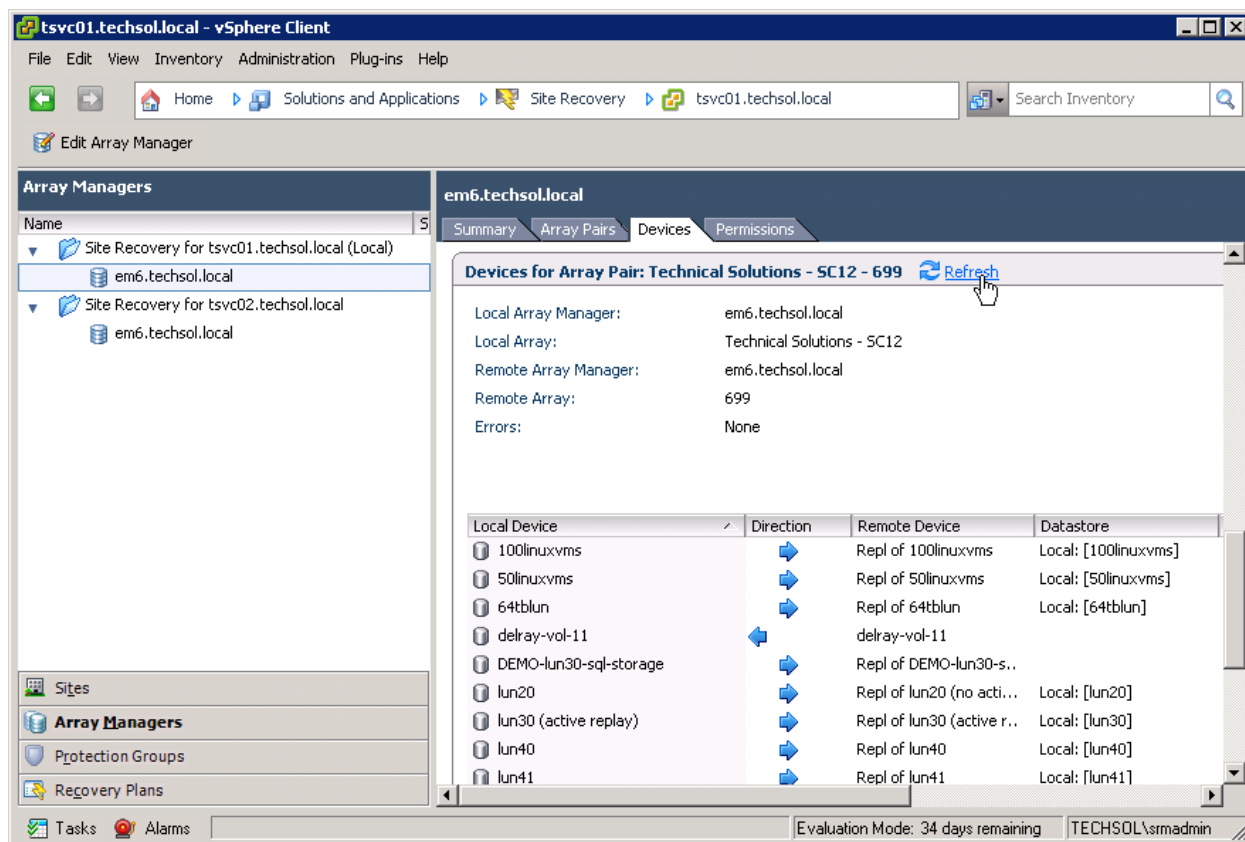 tsvc01.techsol.local - vSphere Client
File Edit View Inventory Administration Plug-ins Help
Home Solutions and Applications Site Recovery tsvc01.techsol.local Search Inventory
Edit Array Manager
Array Managers
Name S
Site Recovery for tsvc01.techsol.local (Local)
em6.techsol.local
Site Recovery for tsvc02.techsol.local
em6.techsol.local
Sites
Array Managers
Protection Groups
Recovery Plans
em6.techsol.local
Summary Array Pairs Devices Permissions
Devices for Array Pair: Technical Solutions - SC12 - 699 Refresh
Local Array Manager: em6.techsol.local
Local Array: Technical Solutions - SC12
Remote Array Manager: em6.techsol.local
Remote Array: 699
Errors: None
Local Device Direction Remote Device Datastore
100linuxvms Repl of 100linuxvms Local: [100linuxvms]
50linuxvms Repl of 50linuxvms Local: [50linuxvms]
64tblun Repl of 64tblun Local: [64tblun]
delray-vol-11 delray-vol-11
DEMO-lun30-sql-storage Repl of DEMO-lun30-s..
lun20 Repl of lun20 (no acti... Local: [lun20]
lun30 (active replay) Repl of lun30 (active r.. Local: [lun30]
lun40 Repl of lun40 Local: [lun40]
lun41 Repl of lun41 Local: [lun41]
Tasks Alarms Evaluation Mode: 34 days remaining TECHSOL\srmadmin